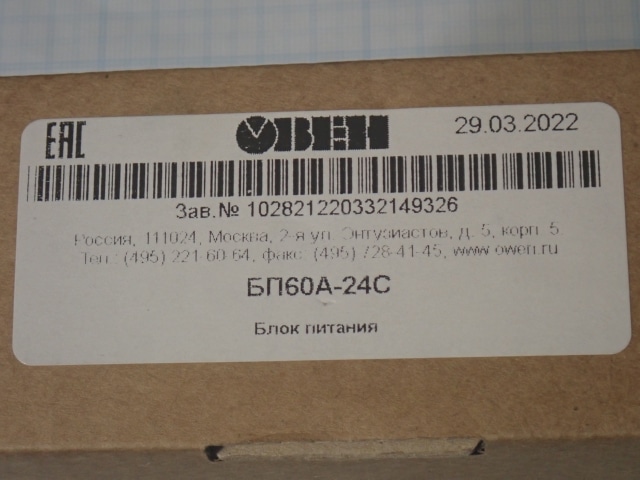 EAC ОВЕН 29.03.2022
Зав.№ 102821220332149326
Россия, 111024, Москва, 2-я ул. Энтузиастов, д. 5, корп. 5
Тел.: (495) 221-60-64, факс: (495) 728-41-45, www.owen.ru
БП60А-24С
Блок питания